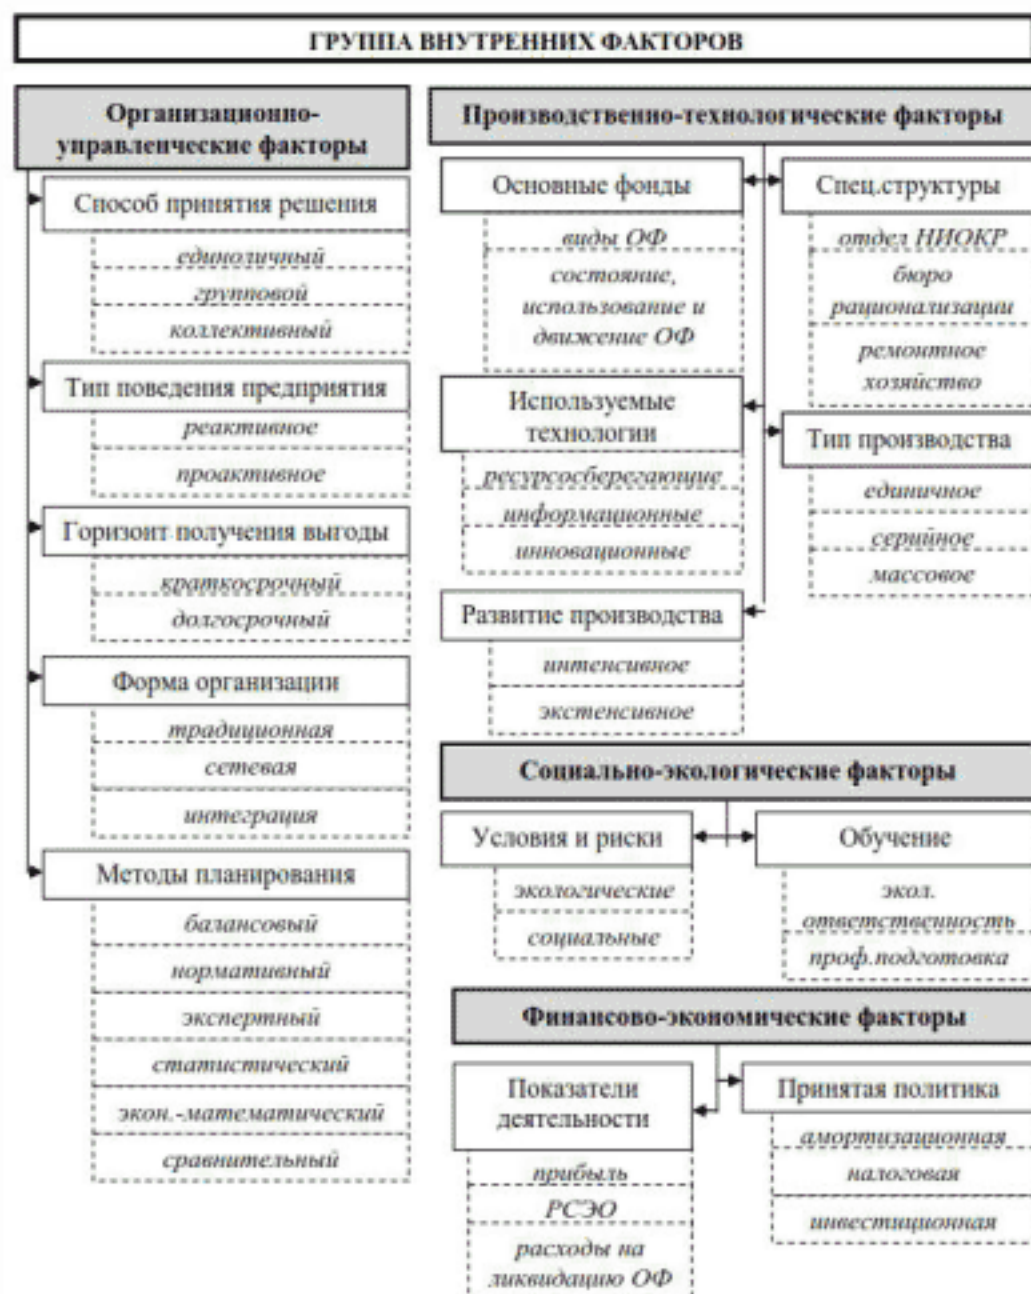 ГРУППА ВНУТРЕННИХ ФАКТОРОВ
Организационно-
управленческие факторы
Способ принятия решения
единоличный
групповой
коллективный
Тип поведения предприятия
реактивное
проактивное
Горизонт получения выгоды
краткосрочный
долгосрочный
Форма организации
традиционная
сетевая
интеграция
Методы планирования
балансовый
нормативный
экспертный
статистический
экон.-математический
сравнительный
Производственно-технологические факторы
Основные фонды
виды ОФ
состояние,
использование и
движение ОФ
Используемые
технологии
ресурсосберегающие
информационные
инновационные
Развитие производства
интенсивное
экстенсивное
Спец.структуры
отдел НИОКР
бюро
рационализации
ремонтное
хозяйство
Тип производства
единичное
серийное
массовое
Социально-экологические факторы
Условия и риски
экологические
социальные
Обучение
экол.
ответственность
проф.подготовка
Финансово-экономические факторы
Показатели
деятельности
прибыль
РСЭО
расходы на
ликвидацию ОФ
Принятая политика
амортизационная
налоговая
инвестиционная